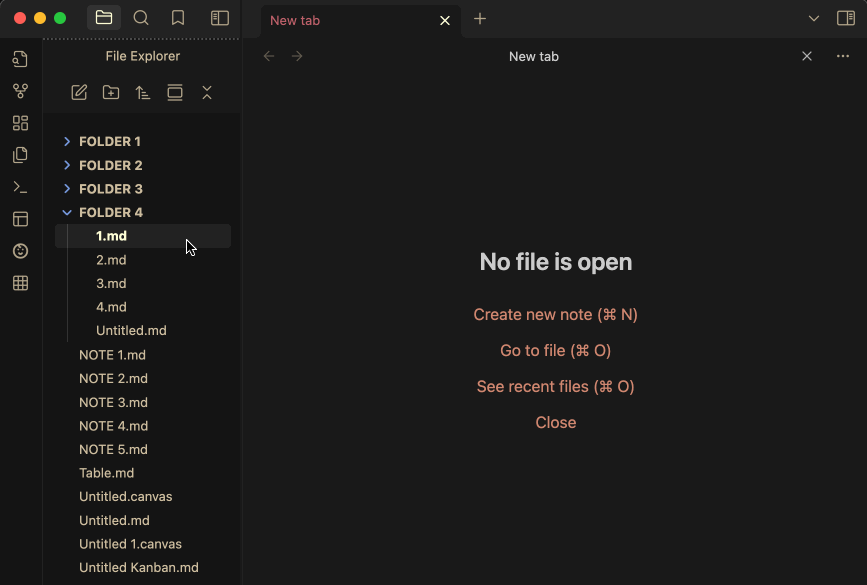 New tab
File Explorer
New tab
FOLDER 1
FOLDER 2
FOLDER 3
FOLDER 4
1.md
2.md
3.md
4.md
Untitled.md
NOTE 1.md
NOTE 2.md
NOTE 3.md
NOTE 4.md
NOTE 5.md
Table.md
Untitled.canvas
Untitled.md
Untitled 1.canvas
Untitled Kanban.md
No file is open
Create new note (⌘ N)
Go to file (⌘ O)
See recent files (⌘ O)
Close